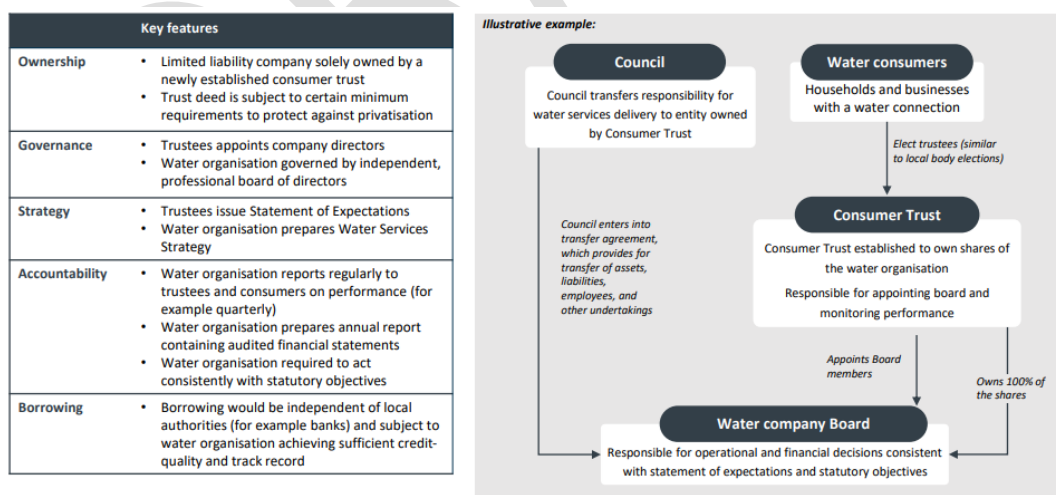 Key features
Ownership
• Limited liability company solely owned by a
newly established consumer trust
• Trust deed is subject to certain minimum
requirements to protect against privatisation
Governance
• Trustees appoints company directors
• Water organisation governed by independent,
professional board of directors
Strategy
• Trustees issue Statement of Expectations
• Water organisation prepares Water Services
Strategy
Accountability
• Water organisation reports regularly to
trustees and consumers on performance (for
example quarterly)
• Water organisation prepares annual report
containing audited financial statements
• Water organisation required to act
consistently with statutory objectives
Borrowing
• Borrowing would be independent of local
authorities (for example banks) and subject to
water organisation achieving sufficient credit-
quality and track record
Illustrative example:
Council
Council transfers responsibility for
water services delivery to entity owned
by Consumer Trust
Water consumers
Households and businesses
with a water connection
Elect trustees (similar
to local body elections)
Consumer Trust
Consumer Trust established to own shares of
the water organisation
Responsible for appointing board and
monitoring performance
Council enters into
transfer agreement,
which provides for
transfer of assets,
liabilities,
employees, and
other undertakings
Appoints Board
members
Owns 100% of
the shares
Water company Board
Responsible for operational and financial decisions consistent
with statement of expectations and statutory objectives